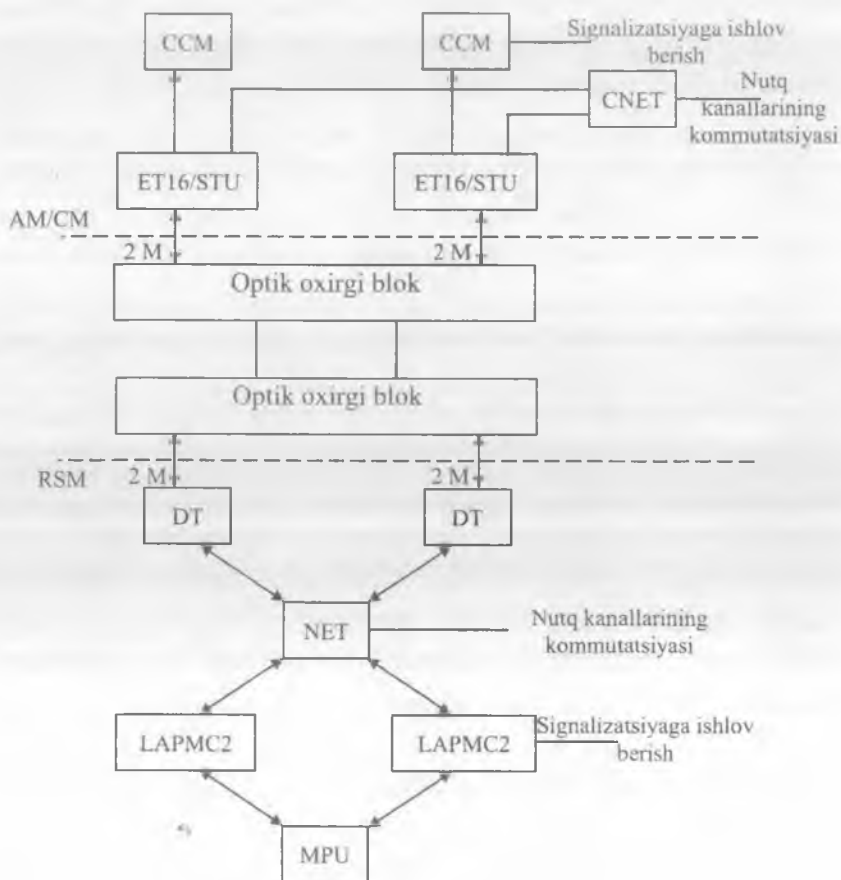 CCM
CCM
Signalizatsiyaga ishlov
berish
CNET
Nutq
kanallarining
kommutatsiyasi
ET16/STU
ET16/STU
AM/CM
2 M
2 M
Optik oxirgi blok
Optik oxirgi blok
RSM
2 M
2 M
DT
DT
NET
Nutq kanallarining
kommutatsiyasi
LAPMC2
LAPMC2
Signalizatsiyaga ishlov
berish
MPU